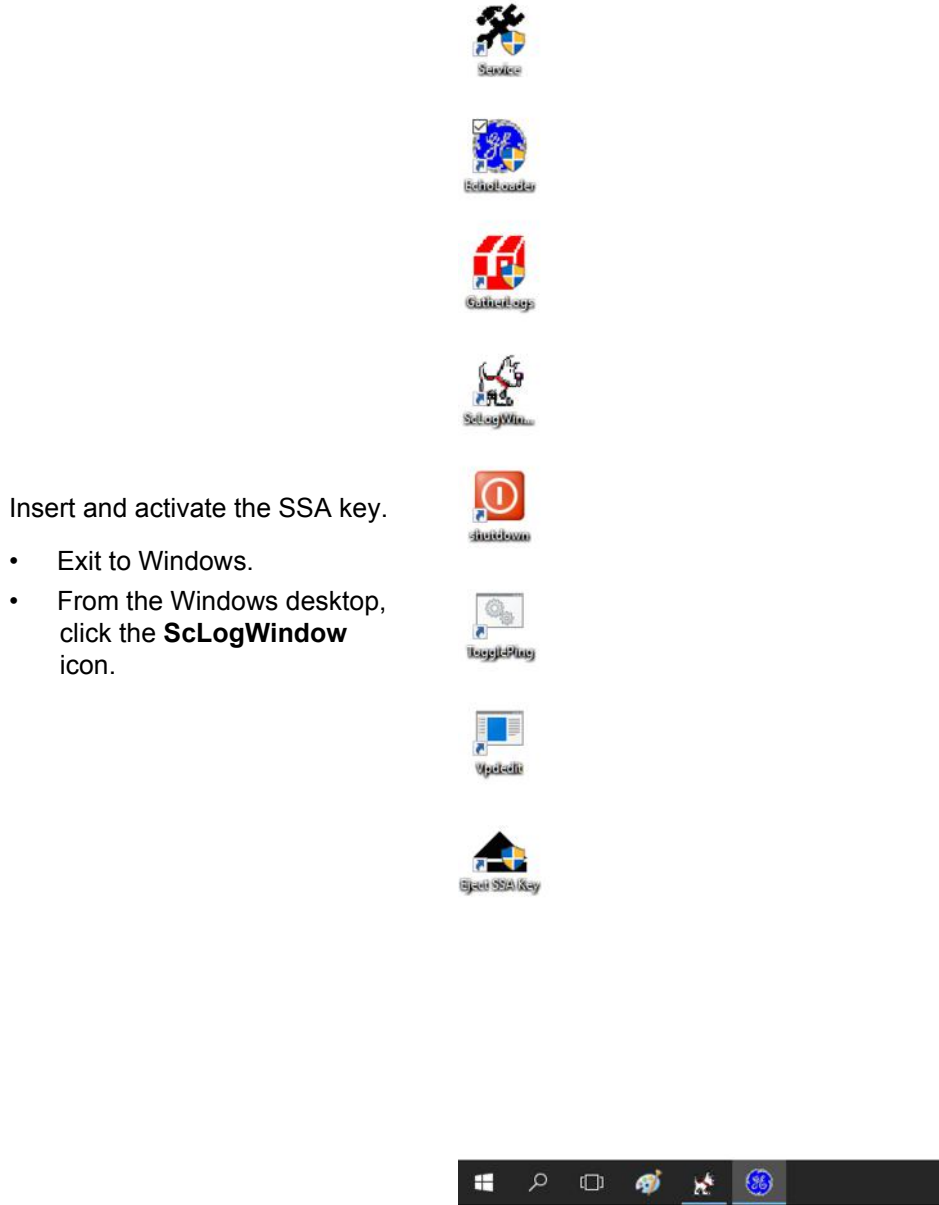 Service
EchoLoader
GatherLogs
ScLogWin...
Insert and activate the SSA key.
• Exit to Windows.
• From the Windows desktop,
click the ScLogWindow
icon.
shutdown
TogglePing
Vpdedit
Eject SSA Key